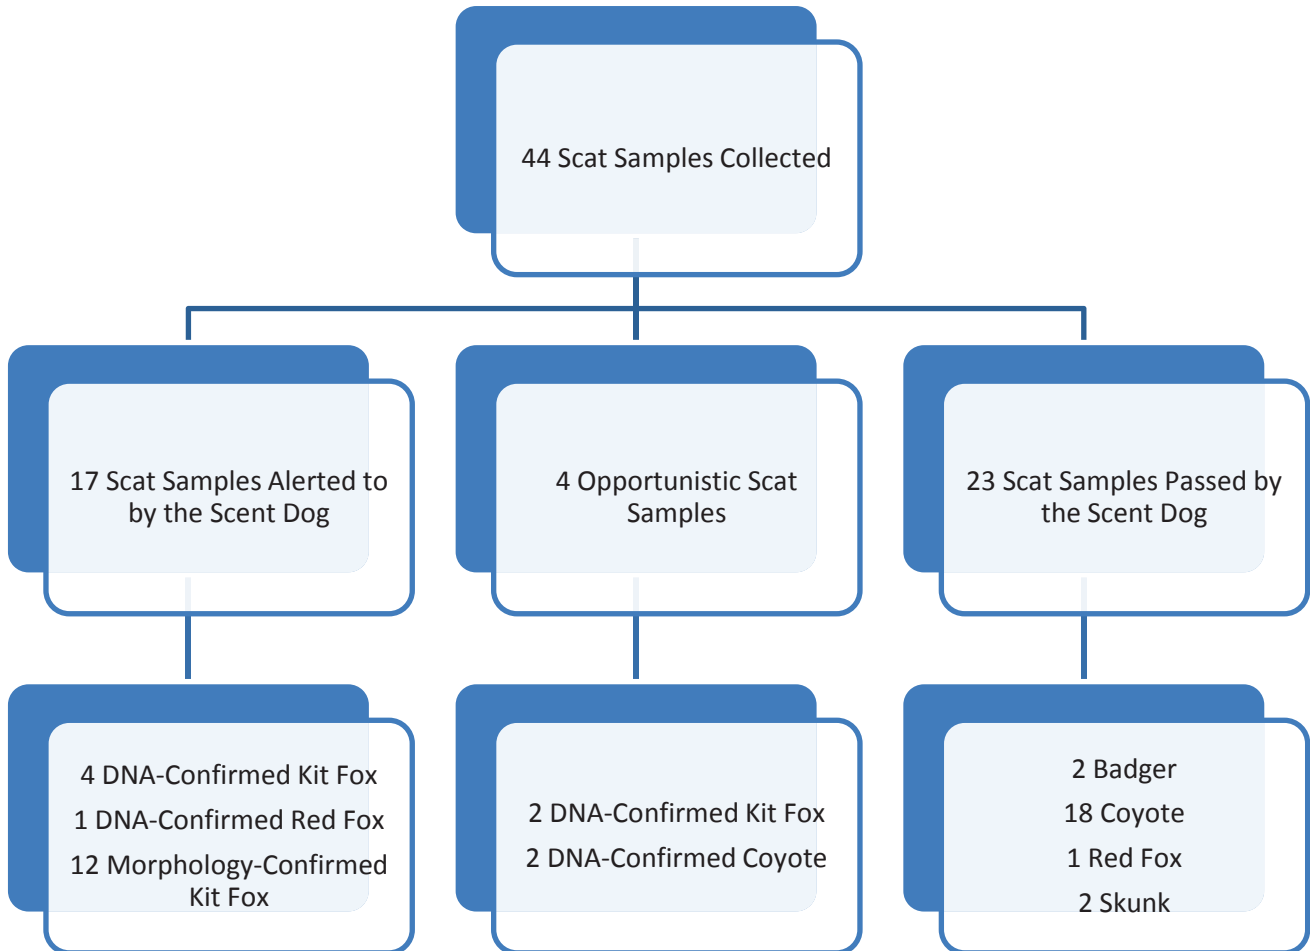 44 Scat Samples Collected
17 Scat Samples Alerted to
by the Scent Dog
4 Opportunistic Scat
Samples
23 Scat Samples Passed by
the Scent Dog
4 DNA-Confirmed Kit Fox
1 DNA-Confirmed Red Fox
12 Morphology-Confirmed
Kit Fox
2 DNA-Confirmed Kit Fox
2 DNA-Confirmed Coyote
2 Badger
18 Coyote
1 Red Fox
2 Skunk